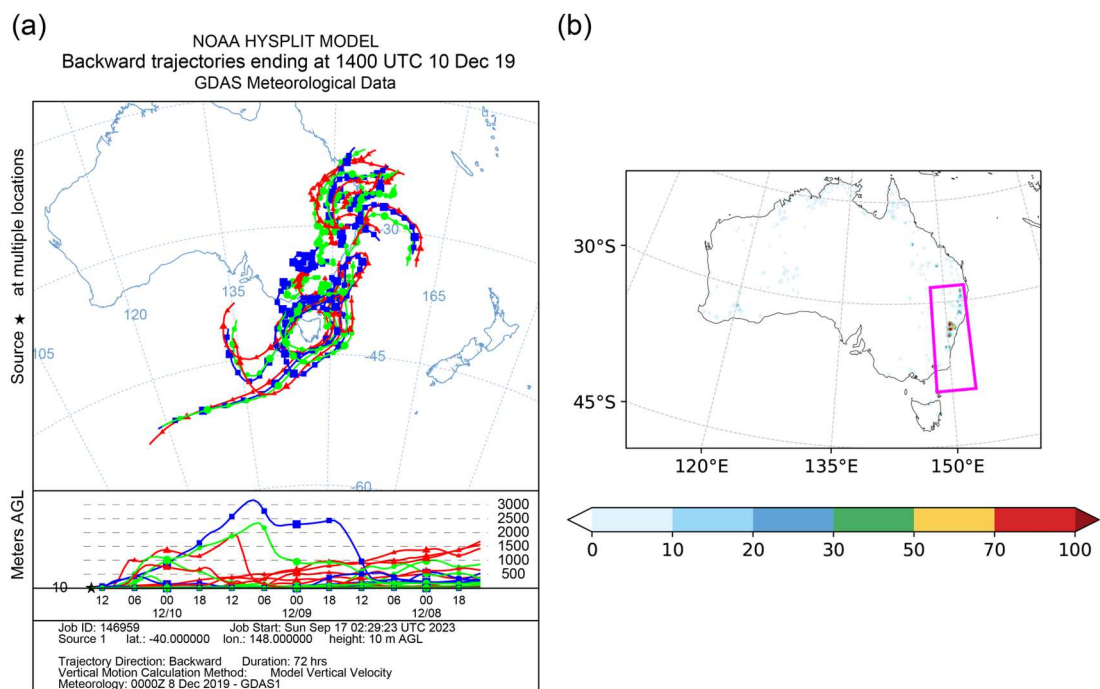 (a)
NOAA HYSPLIT MODEL
Backward trajectories ending at 1400 UTC 10 Dec 19
GDAS Meteorological Data
Source ★ at multiple locations
-30
135
165
120
105
-45
-60
Meters AGL
3000
2500
2000
1500
1000
500
10
12 06 00 18 12 06 00 18 12 06 00 18
12/10 12/09 12/08
Job ID: 146959 Job Start: Sun Sep 17 02:29:23 UTC 2023
Source 1 lat.: -40.000000 lon.: 148.000000 height: 10 m AGL
Trajectory Direction: Backward Duration: 72 hrs
Vertical Motion Calculation Method: Model Vertical Velocity
Meteorology: 0000Z 8 Dec 2019 - GDAS1
(b)
30°S
45°S
120°E 135°E 150°E
0 10 20 30 50 70 100